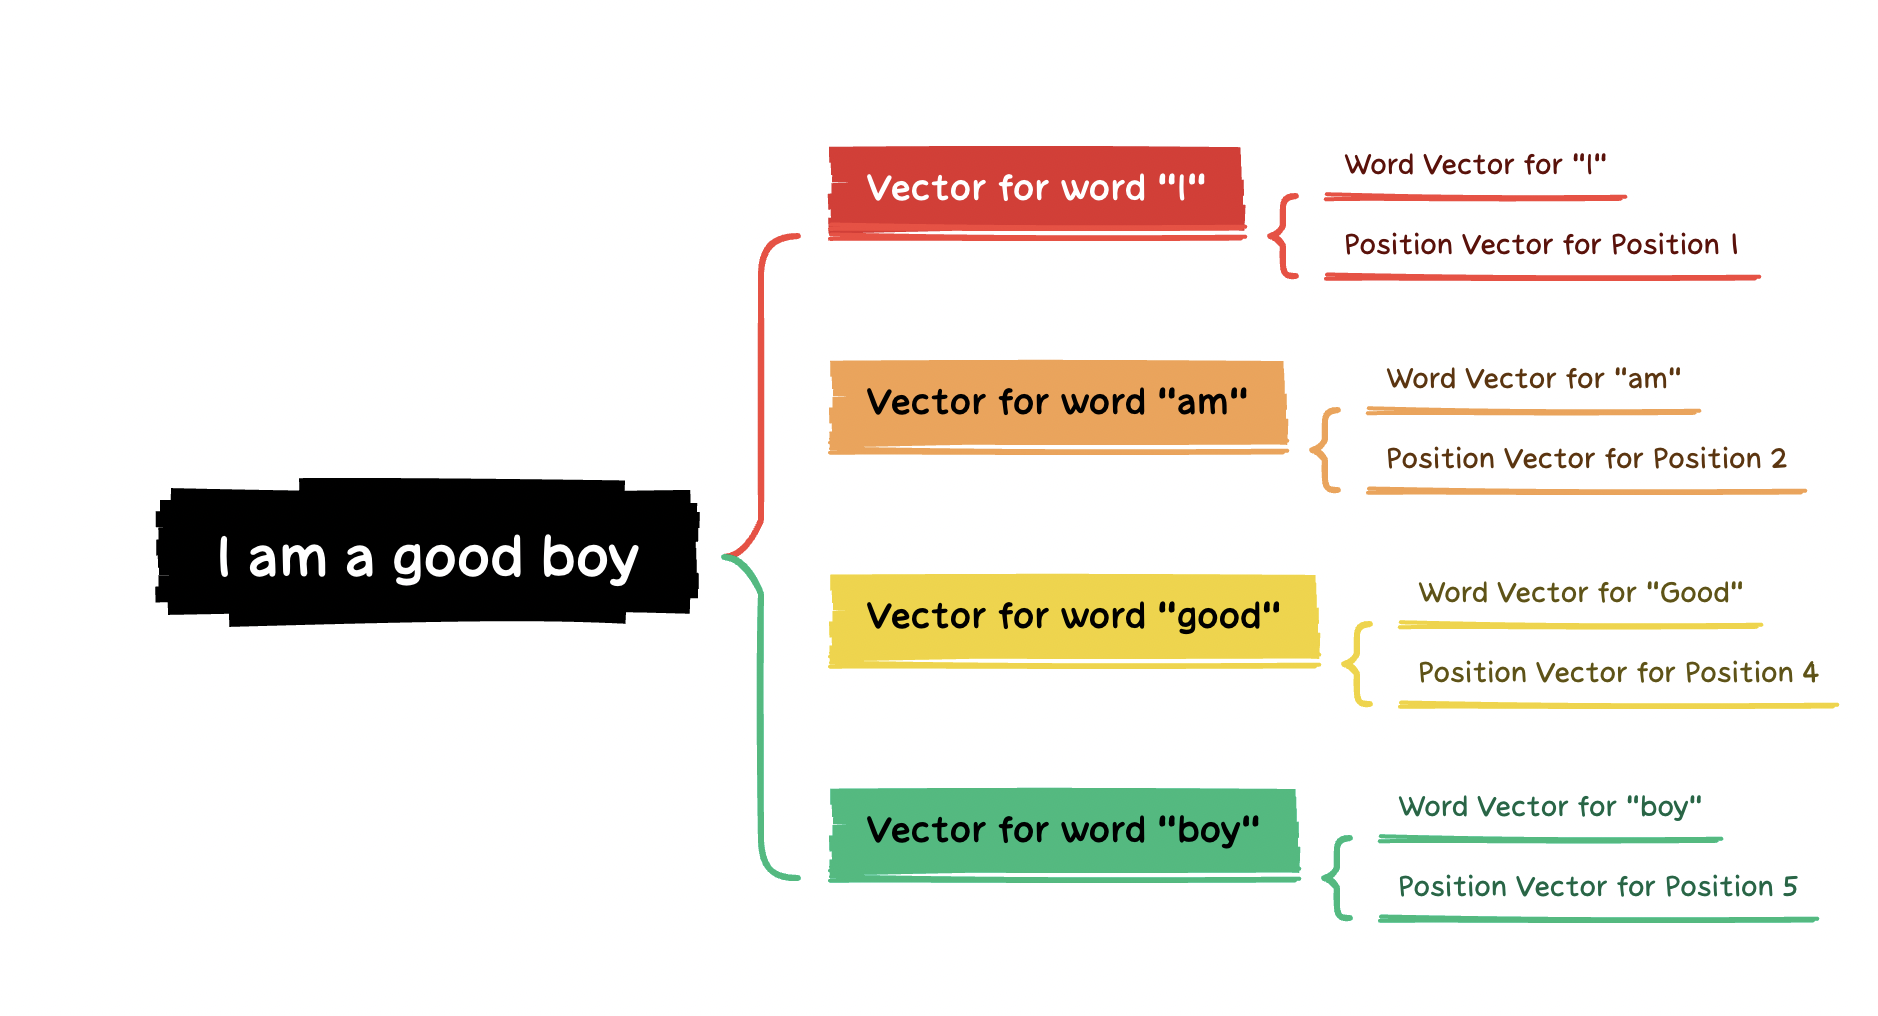 I am a good boy
Vector for word "I"
Word Vector for "I"
Position Vector for Position 1
Vector for word "am"
Word Vector for "am"
Position Vector for Position 2
Vector for word "good"
Word Vector for "Good"
Position Vector for Position 4
Vector for word "boy"
Word Vector for "boy"
Position Vector for Position 5